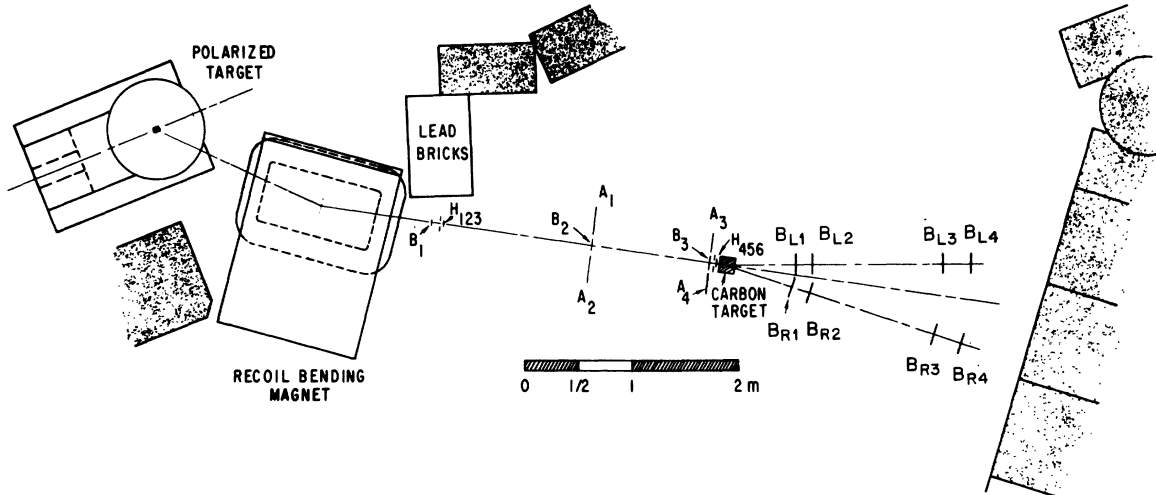 POLARIZED
TARGET
LEAD
BRICKS
A1
B2
A2
H123
B1
A3
B3
H456
A4
CARBON
TARGET
BL1
BL2
BL3
BL4
BR1
BR2
BR3
BR4
RECOIL BENDING
MAGNET
0 1/2 1 2 m